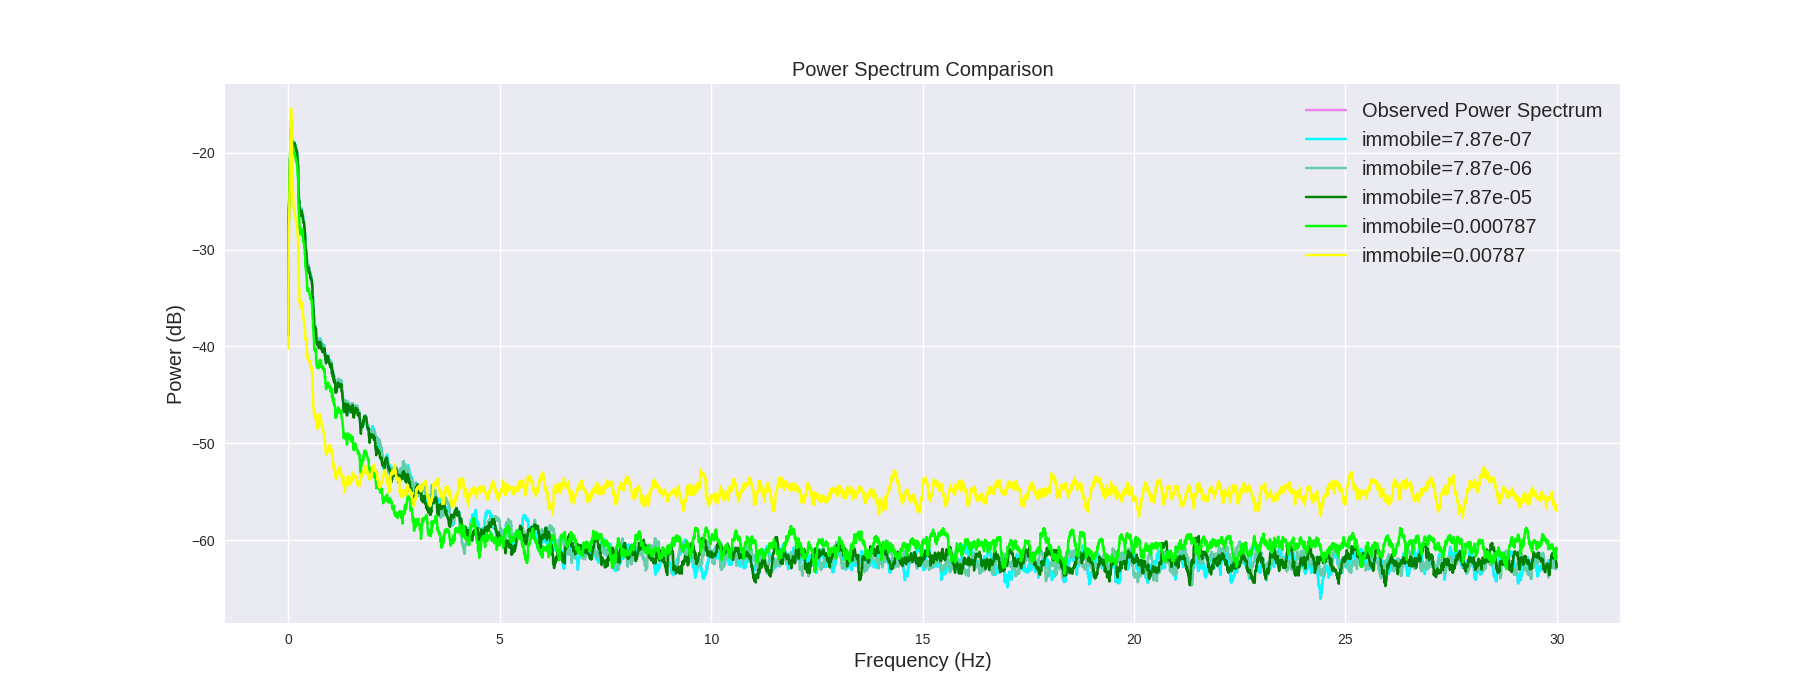 Power Spectrum Comparison
Observed Power Spectrum
immobile=7.87e-07
immobile=7.87e-06
immobile=7.87e-05
immobile=0.000787
immobile=0.00787
Power (dB)
−20
−30
−40
−50
−60
0 5 10 15 20 25 30
Frequency (Hz)